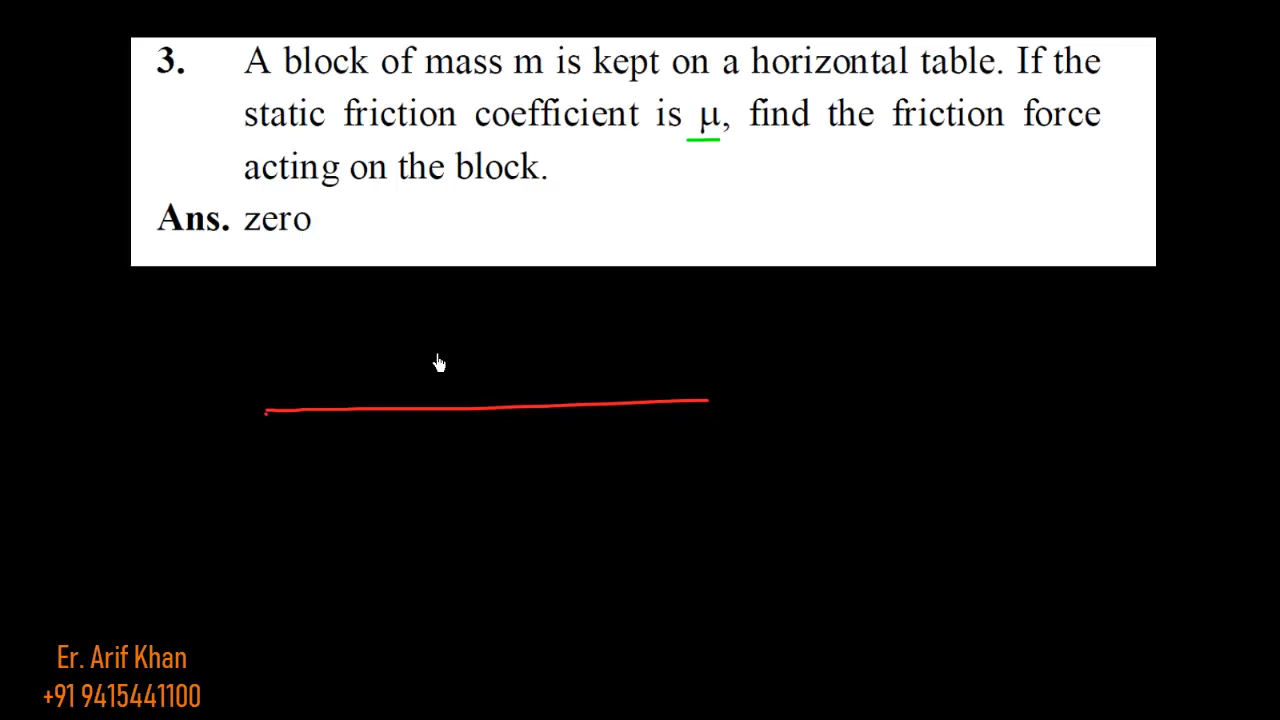 3. A block of mass m is kept on a horizontal table. If the
static friction coefficient is μ, find the friction force
acting on the block.
Ans. zero
Er. Arif Khan
+91 9415441100